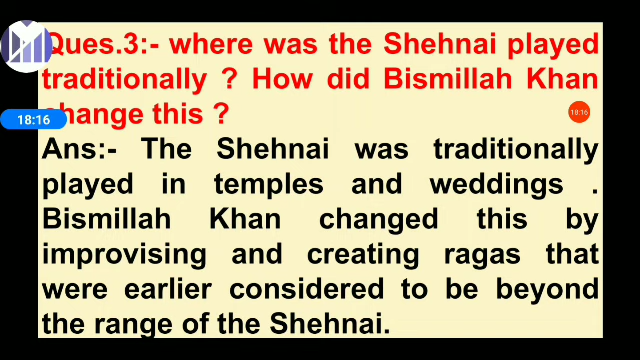 Ques.3:- where was the Shehnai played
traditionally ? How did Bismillah Khan
change this ?
18:16
18:16
Ans:- The Shehnai was traditionally
played in temples and weddings .
Bismillah Khan changed this by
improvising and creating ragas that
were earlier considered to be beyond
the range of the Shehnai.